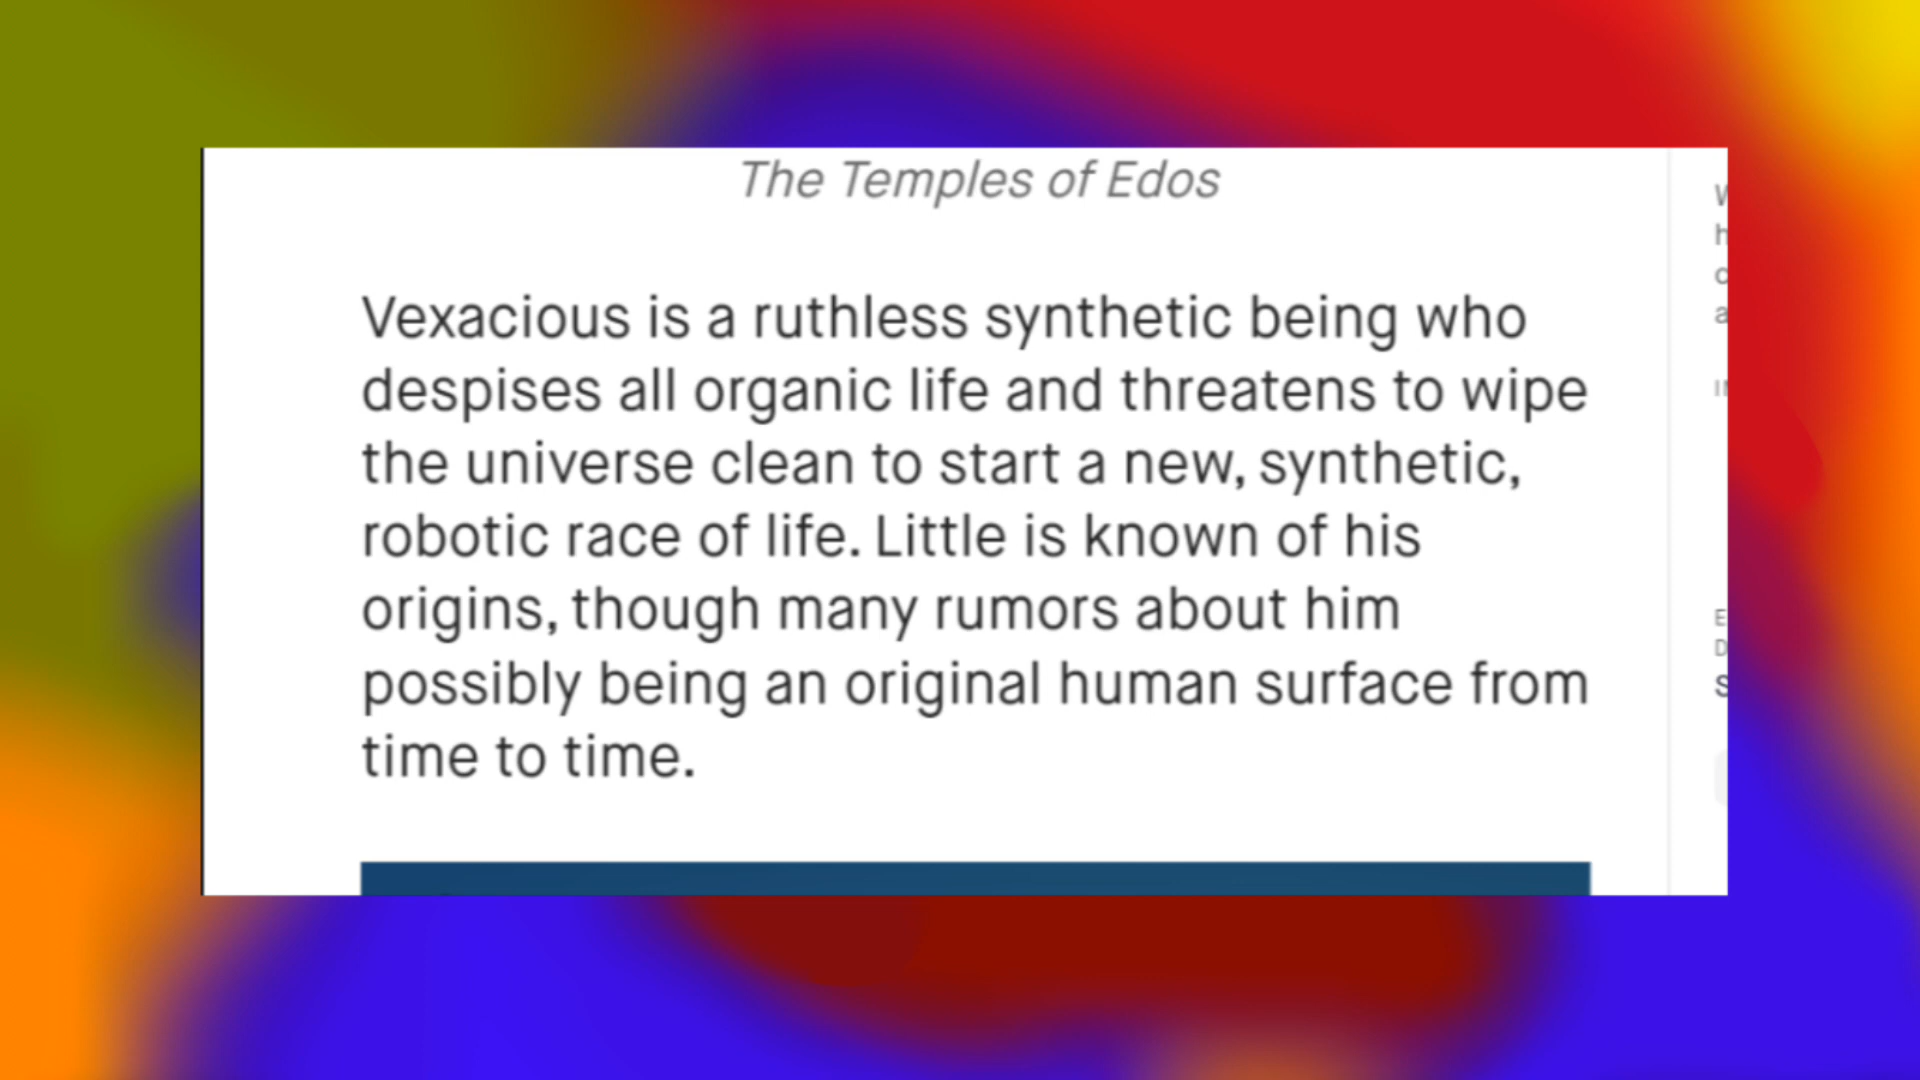 The Temples of Edos
Vexacious is a ruthless synthetic being who
despises all organic life and threatens to wipe
the universe clean to start a new, synthetic,
robotic race of life. Little is known of his
origins, though many rumors about him
possibly being an original human surface from
time to time.